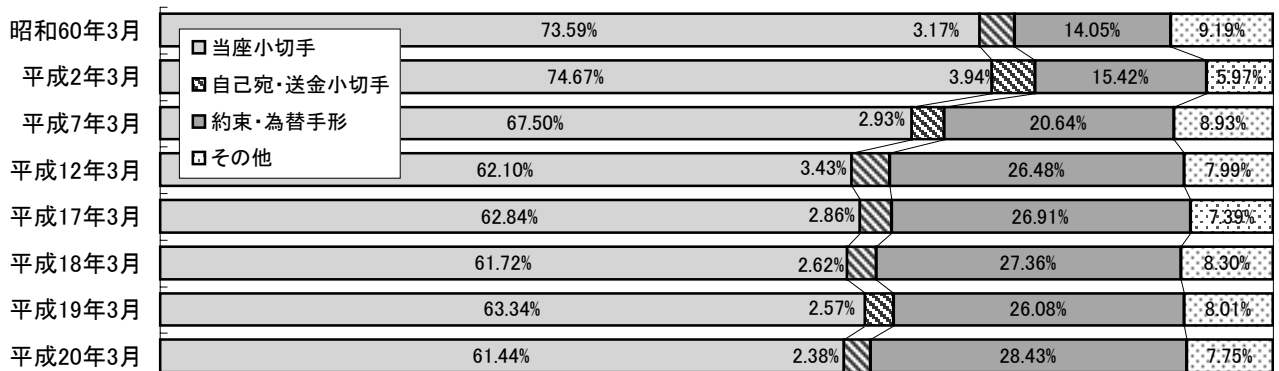 昭和60年3月 73.59% 3.17% 14.05% 9.19%
当座小切手
平成2年3月 74.67% 3.94% 15.42% 5.97%
自己宛・送金小切手
平成7年3月 67.50% 2.93% 20.64% 8.93%
約束・為替手形
その他
平成12年3月 62.10% 3.43% 26.48% 7.99%
平成17年3月 62.84% 2.86% 26.91% 7.39%
平成18年3月 61.72% 2.62% 27.36% 8.30%
平成19年3月 63.34% 2.57% 26.08% 8.01%
平成20年3月 61.44% 2.38% 28.43% 7.75%